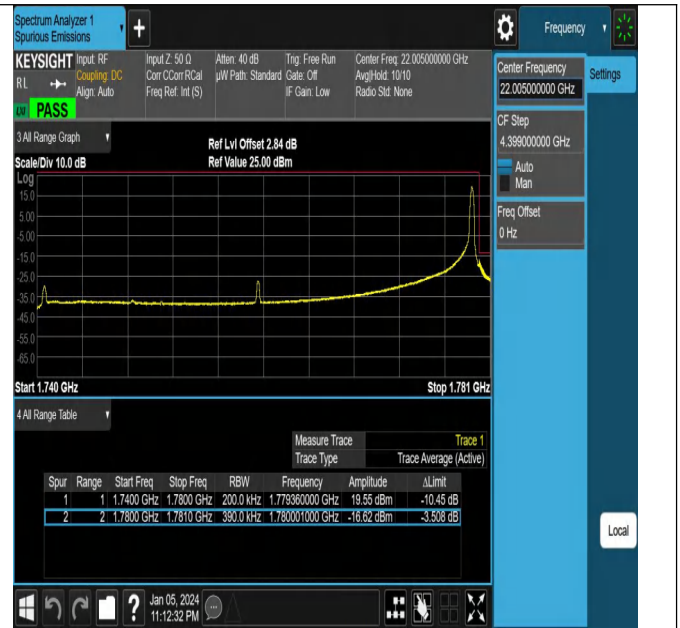 Spectrum Analyzer 1
Spurious Emissions
Frequency
KEYSIGHT Input: RF
RL
Coupling: DC
Align: Auto
Input Z: 50 Ω
Corr CCorr RCal
Freq Ref: Int (S)
Atten: 40 dB
µW Path: Standard
Trig: Free Run
Gate: Off
IF Gain: Low
Center Freq: 22.005000000 GHz
Avg|Hold: 10/10
Radio Std: None
PASS
3 All Range Graph
Scale/Div 10.0 dB
Ref Lvl Offset 2.84 dB
Ref Value 25.00 dBm
Log
15.0
5.00
-5.00
-15.0
-25.0
-35.0
-45.0
-55.0
-65.0
Start 1.740 GHz
Stop 1.781 GHz
4 All Range Table
Measure Trace Trace 1
Trace Type Trace Average (Active)
Spur Range Start Freq Stop Freq RBW Frequency Amplitude ΔLimit
1 1 1.7400 GHz 1.7800 GHz 200.0 kHz 1.779360000 GHz 19.55 dBm -10.45 dB
2 2 1.7800 GHz 1.7810 GHz 390.0 kHz 1.780001000 GHz -16.62 dBm -3.508 dB
Center Frequency
22.005000000 GHz
Settings
CF Step
4.399000000 GHz
Auto
Man
Freq Offset
0 Hz
Local
?
Jan 05, 2024
11:12:32 PM